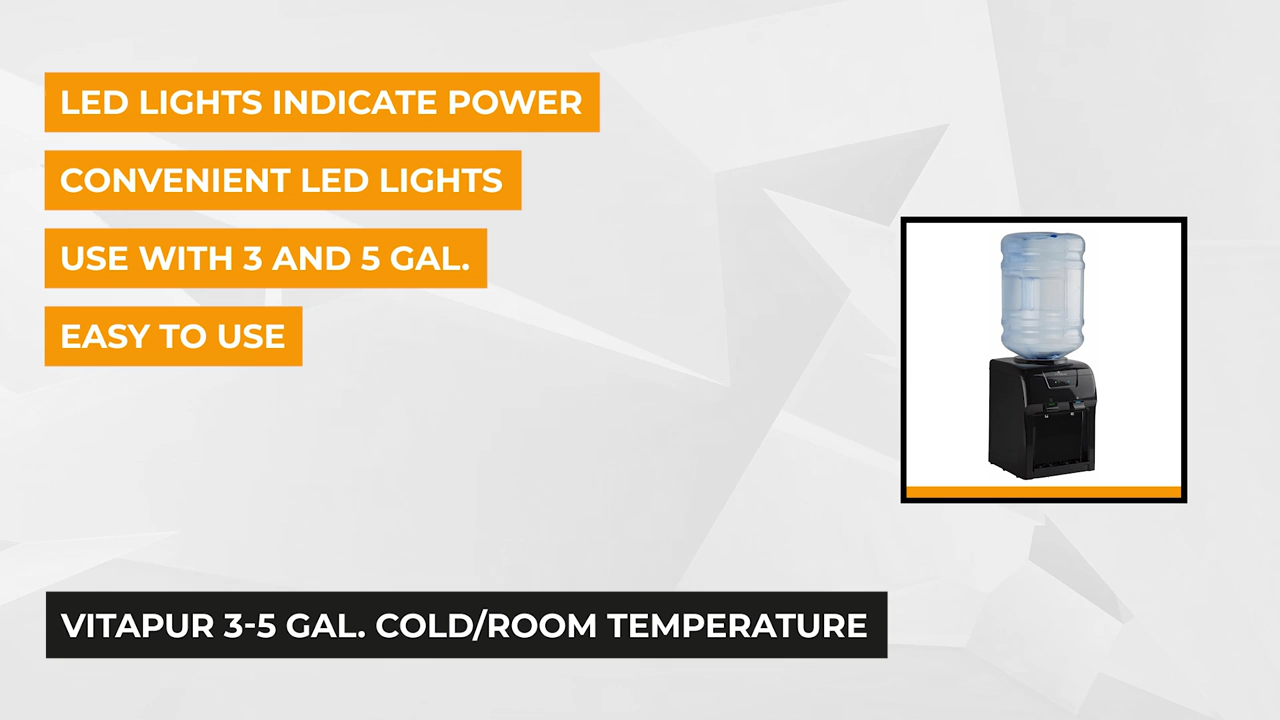 LED LIGHTS INDICATE POWER
CONVENIENT LED LIGHTS
USE WITH 3 AND 5 GAL.
EASY TO USE
VITAPUR 3-5 GAL. COLD/ROOM TEMPERATURE